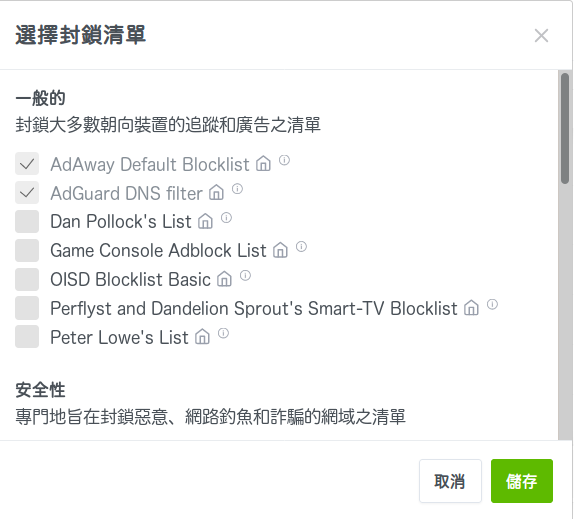 選擇封鎖清單
一般的
封鎖大多數朝向裝置的追蹤和廣告之清單
AdAway Default Blocklist
AdGuard DNS filter
Dan Pollock's List
Game Console Adblock List
OISD Blocklist Basic
Perflyst and Dandelion Sprout's Smart-TV Blocklist
Peter Lowe's List
安全性
專門地旨在封鎖惡意、網路釣魚和詐騙的網域之清單
取消
儲存